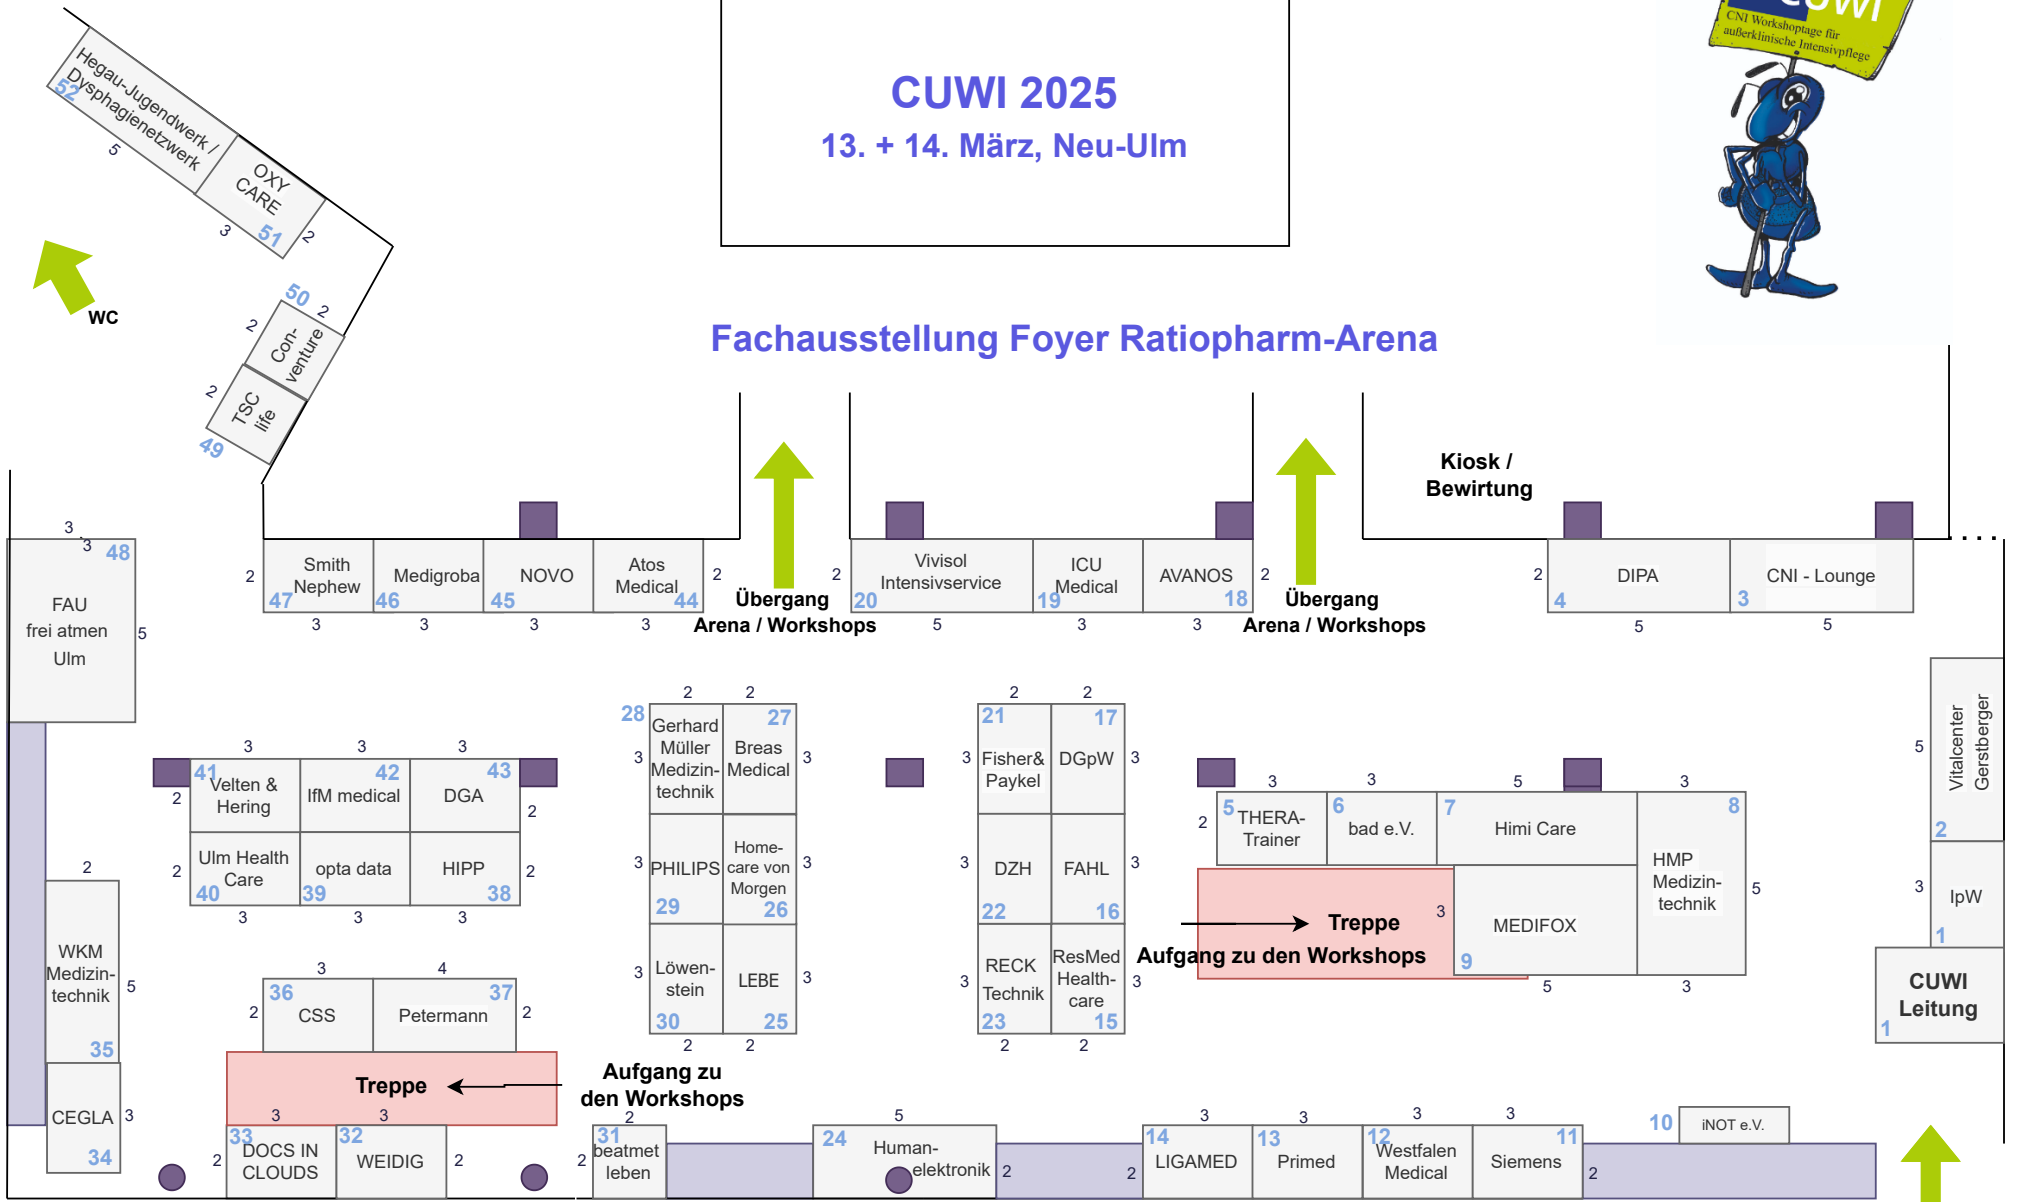 CUWI
CNI Workshoptage für
außerklinische Intensivpflege
CUWI 2025
13. + 14. März, Neu-Ulm
Fachausstellung Foyer Ratiopharm-Arena
Hegau-Jugendwerk /
Dysphagienetzwerk
52
5
OXY
CARE
51
3
2
WC
50
2
2
Con-
venture
2
TSC
life
49
Kiosk /
Bewirtung
3
3
48
FAU
frei atmen
Ulm
5
2
Smith
Nephew
47
3
Medigroba
46
3
NOVO
45
3
Atos
Medical
44
3
2
Übergang
Arena / Workshops
2
Vivisol
Intensivservice
20
5
ICU
Medical
19
3
AVANOS
18
3
2
Übergang
Arena / Workshops
2
DIPA
4
5
CNI - Lounge
3
5
Vitalcenter
Gerstberger
5
2
3
IpW
1
CUWI
Leitung
1
3
3
3
41
Velten &
Hering
2
42
IfM medical
43
DGA
2
2
Ulm Health
Care
40
3
opta data
39
3
HIPP
38
3
2
2
2
28
Gerhard
Müller
Medizin-
technik
3
27
Breas
Medical
3
3
PHILIPS
29
Home-
care von
Morgen
26
3
3
Löwen-
stein
30
2
LEBE
25
2
3
2
2
21
Fisher&
Paykel
3
17
DGpW
3
3
DZH
22
FAHL
16
3
3
RECK
Technik
23
2
ResMed
Health-
care
15
2
3
3
3
5
3
5
THERA-
Trainer
2
6
bad e.V.
7
Himi Care
8
HMP
Medizin-
technik
5
3
3
MEDIFOX
9
5
Treppe
Aufgang zu den Workshops
2
WKM
Medizin-
technik
5
35
CEGLA
3
34
3
4
36
CSS
2
37
Petermann
2
Treppe
Aufgang zu
den Workshops
3
3
33
DOCS IN
CLOUDS
2
32
WEIDIG
2
2
31
beatmet
leben
2
5
24
Human-
elektronik
2
3
3
3
3
14
LIGAMED
2
13
Primed
12
Westfalen
Medical
11
Siemens
2
10
iNOT e.V.